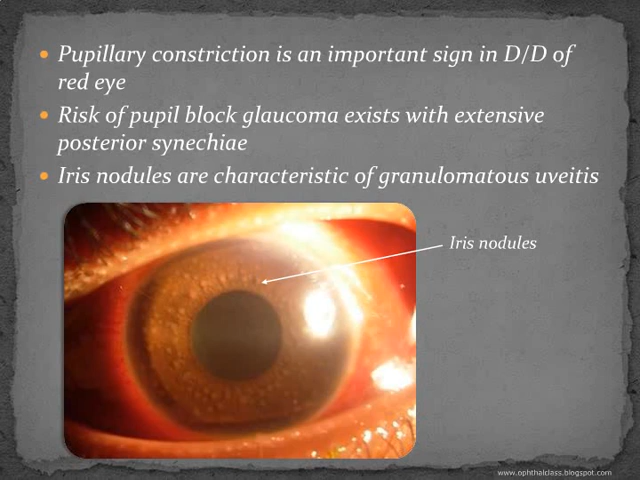 Pupillary constriction is an important sign in D/D of
red eye
Risk of pupil block glaucoma exists with extensive
posterior synechiae
Iris nodules are characteristic of granulomatous uveitis
Iris nodules
www.ophthalclass.blogspot.com